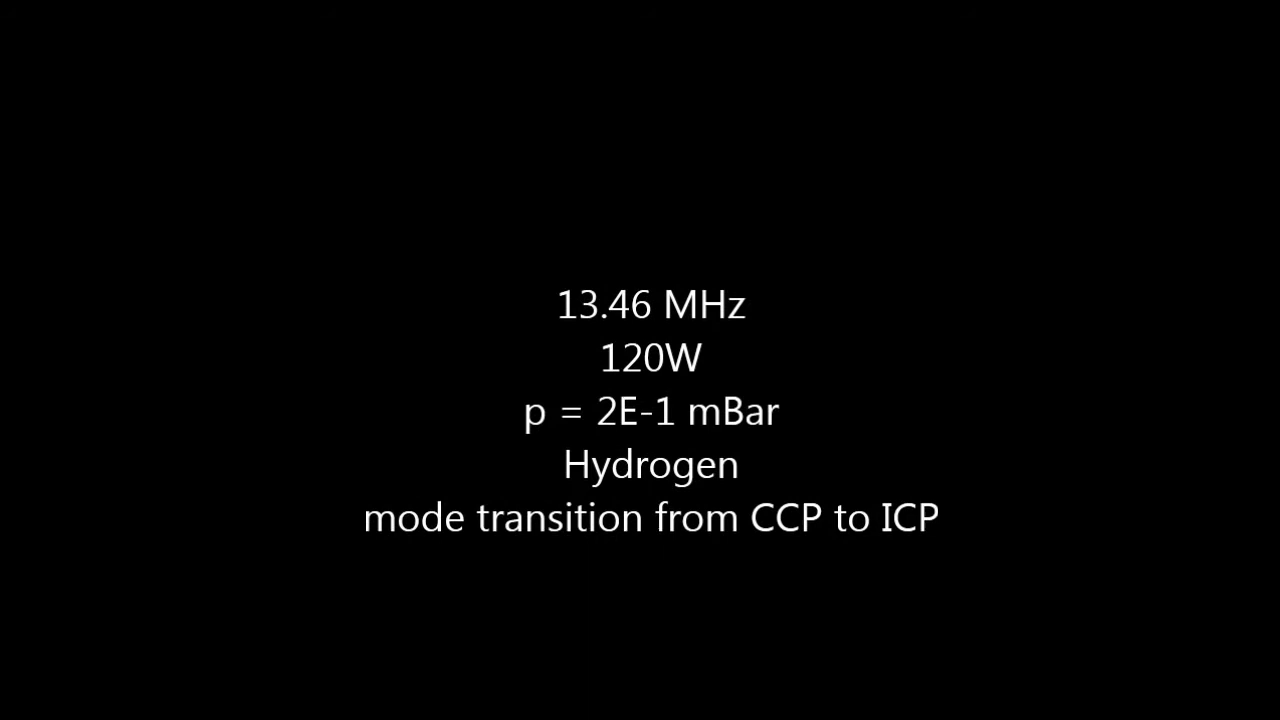 13.46 MHz
120W
p = 2E-1 mBar
Hydrogen
mode transition from CCP to ICP